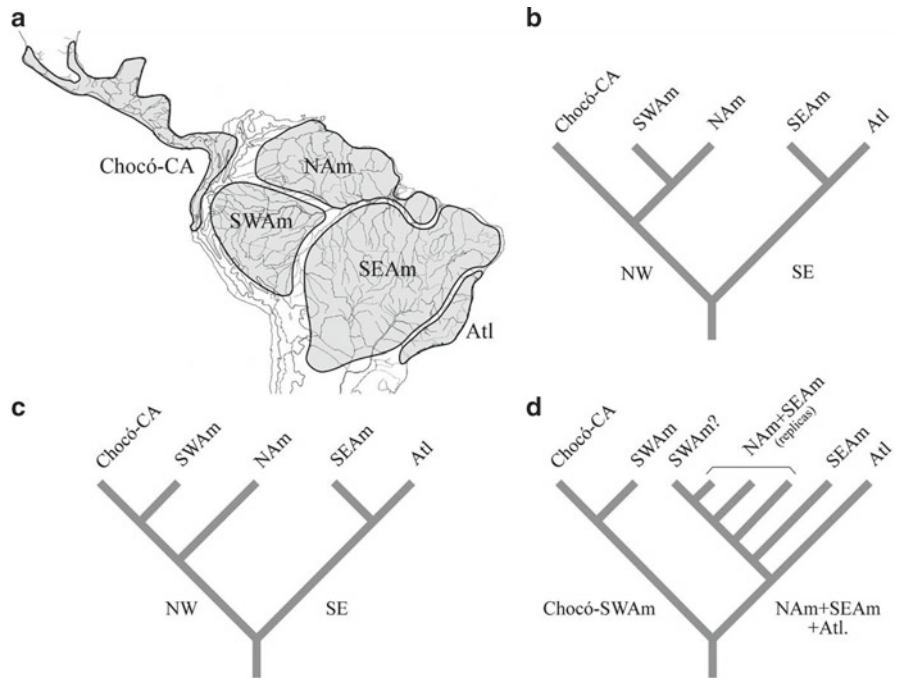 a
Chocó-CA
NAm
SWAm
SEAm
Atl
b
Chocó-CA
SWAm
NAm
SEAm
Atl
NW
SE
c
Chocó-CA
SWAm
NAm
SEAm
Atl
NW
SE
d
Chocó-CA
SWAm
SWAm?
NAm+SEAm
(replicas)
SEAm
Atl
Chocó-SWAm
NAm+SEAm
+Atl.